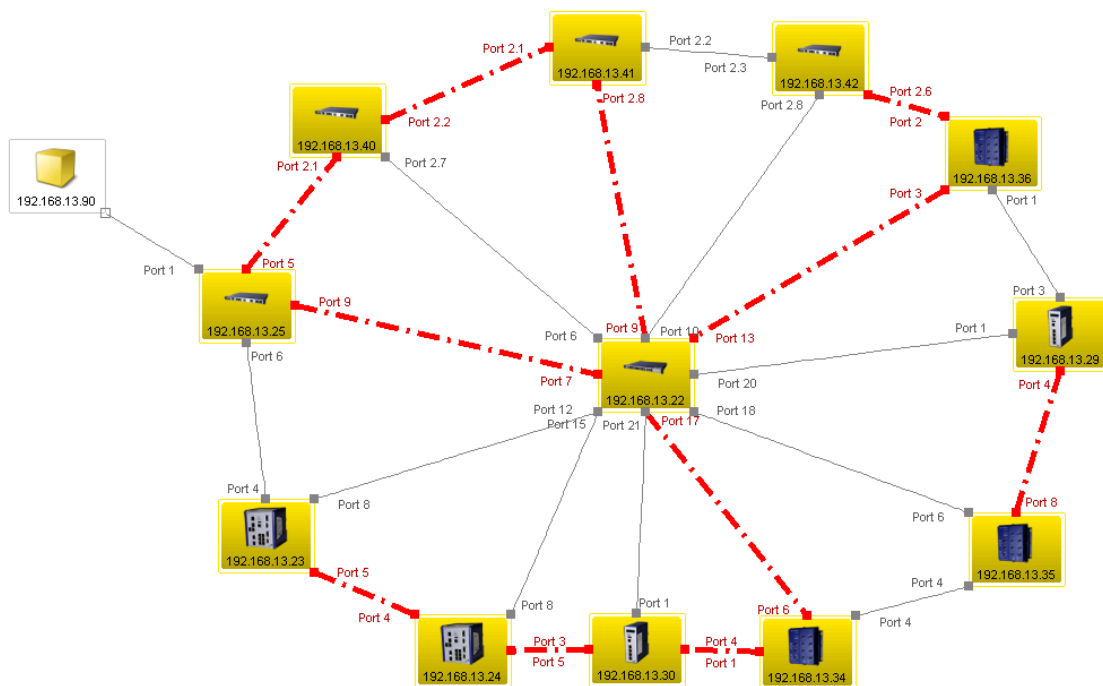 Port 2.1
192.168.13.41
Port 2.2
Port 2.3
192.168.13.42
Port 2.8
Port 2.8
Port 2.6
Port 2
192.168.13.36
Port 2.2
192.168.13.40
Port 2.1
Port 2.7
192.168.13.90
Port 3
Port 1
Port 1
Port 5
Port 9
192.168.13.25
Port 6
Port 3
Port 1
192.168.13.29
Port 4
Port 6
Port 9
Port 10
Port 13
Port 7
192.168.13.22
Port 20
Port 12
Port 15
Port 21
Port 17
Port 18
Port 4
Port 8
192.168.13.23
Port 5
Port 8
Port 6
192.168.13.35
Port 4
Port 4
Port 8
192.168.13.24
Port 3
Port 5
Port 1
192.168.13.30
Port 4
Port 1
Port 6
192.168.13.34
Port 4